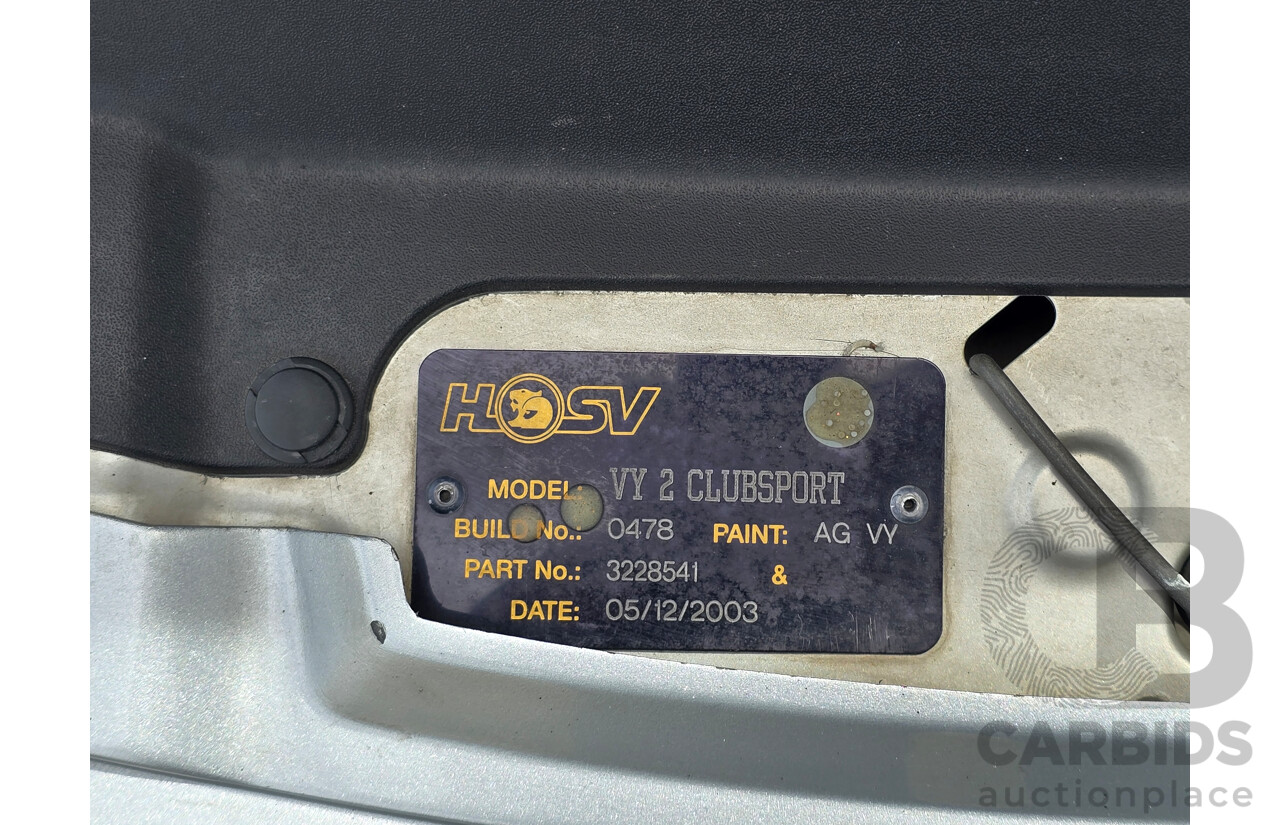 HSV
MODEL: VY 2 CLUBSPORT
BUILD No.: 0478 PAINT: AG VY
PART No.: 3228541 &
DATE: 05/12/2003
CB
CARBIDS
auctionplace